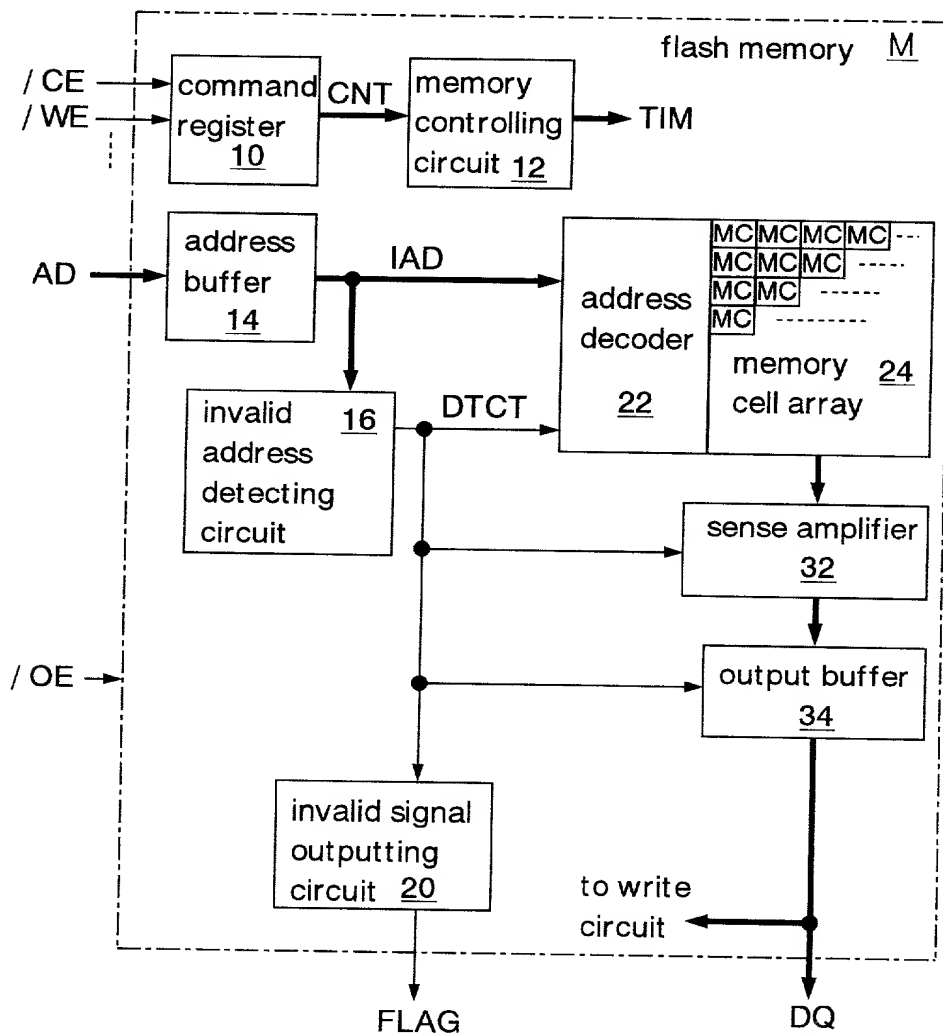 flash memory M
/ CE
/ WE
command
register
10
CNT
memory
controlling
circuit 12
TIM
AD
address
buffer
14
IAD
address
decoder
22
MC MC MC MC
MC MC MC
MC MC
MC
memory 24
cell array
invalid 16
address
detecting
circuit
DTCT
sense amplifier
32
/ OE
output buffer
34
invalid signal
outputting
circuit 20
to write
circuit
FLAG
DQ